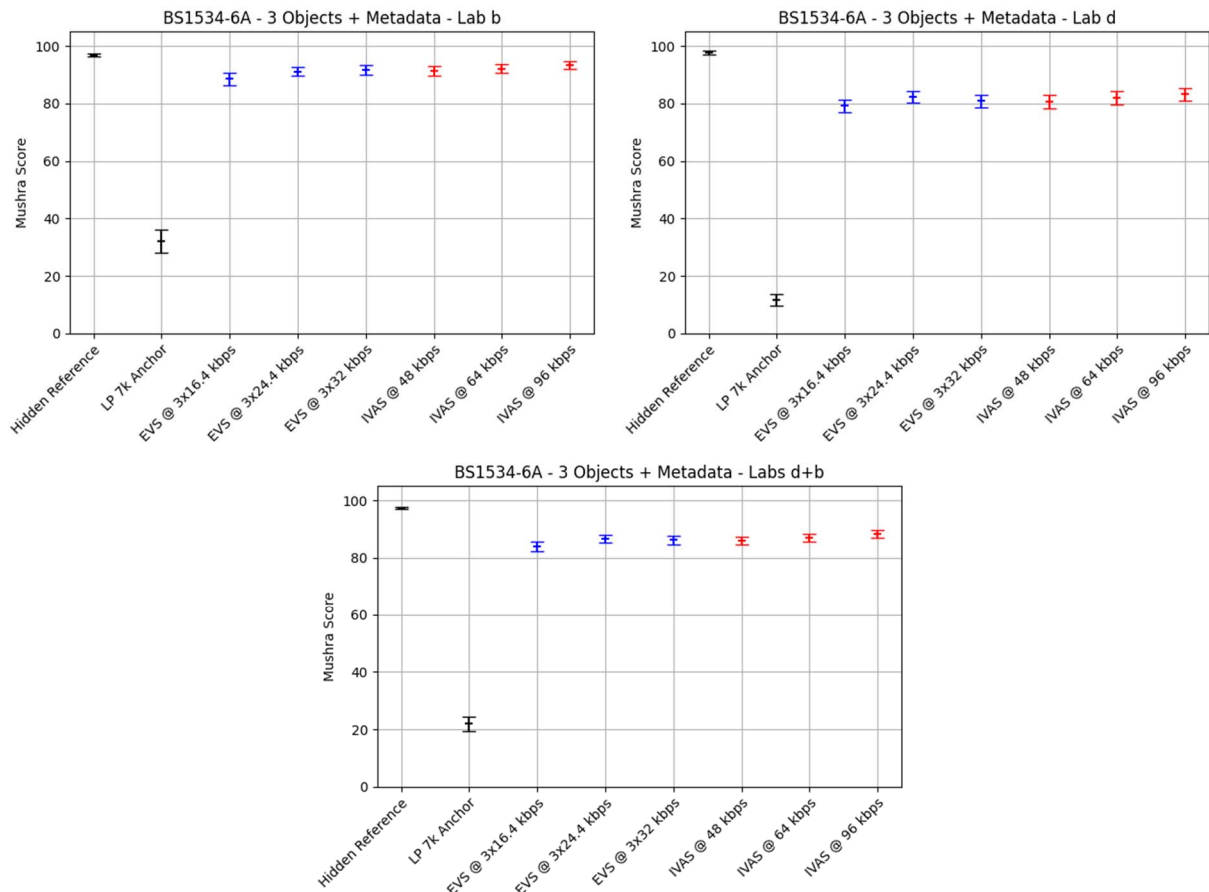 BS1534-6A - 3 Objects + Metadata - Lab b
100
80
60
40
20
0
Mushra Score
Hidden Reference
LP 7k Anchor
EVS @ 3x16.4 kbps
EVS @ 3x24.4 kbps
EVS @ 3x32 kbps
IVAS @ 48 kbps
IVAS @ 64 kbps
IVAS @ 96 kbps
BS1534-6A - 3 Objects + Metadata - Lab d
100
80
60
40
20
0
Mushra Score
Hidden Reference
LP 7k Anchor
EVS @ 3x16.4 kbps
EVS @ 3x24.4 kbps
EVS @ 3x32 kbps
IVAS @ 48 kbps
IVAS @ 64 kbps
IVAS @ 96 kbps
BS1534-6A - 3 Objects + Metadata - Labs d+b
100
80
60
40
20
0
Mushra Score
Hidden Reference
LP 7k Anchor
EVS @ 3x16.4 kbps
EVS @ 3x24.4 kbps
EVS @ 3x32 kbps
IVAS @ 48 kbps
IVAS @ 64 kbps
IVAS @ 96 kbps